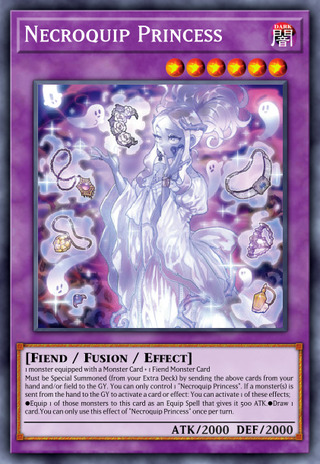 Necroquip Princess
DARK
闇
[Fiend / Fusion / Effect]
1 monster equipped with a Monster Card + 1 Fiend Monster Card
Must be Special Summoned (from your Extra Deck) by sending the above cards from your
hand and/or field to the GY. You can only control 1 "Necroquip Princess". If a monster(s) is
sent from the hand to the GY to activate a card or effect: You can activate 1 of these effects;
●Equip 1 of those monsters to this card as an Equip Spell that gives it 500 ATK.●Draw 1
card.You can only use this effect of "Necroquip Princess" once per turn.
ATK/2000 DEF/2000